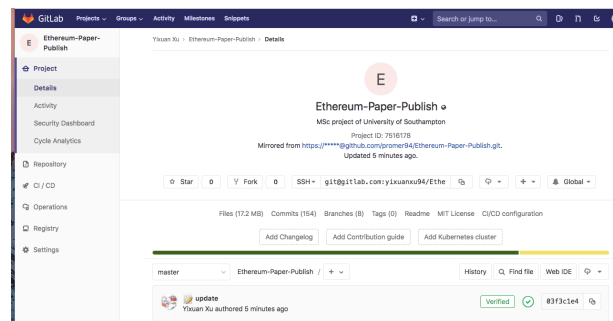 GitLab Projects Groups Activity Milestones Snippets Search or jump to...
E Ethereum-Paper-Publish
Project
Details
Activity
Security Dashboard
Cycle Analytics
Repository
CI / CD
Operations
Registry
Settings
Yixuan Xu > Ethereum-Paper-Publish > Details
E
Ethereum-Paper-Publish
MSc project of University of Southampton
Project ID: 7516178
Mirrored from https://*****@github.com/promer94/Ethereum-Paper-Publish.git.
Updated 5 minutes ago.
Star 0 Fork 0 SSH git@gitlab.com:yixuanxu94/Ethe + Global
Files (17.2 MB) Commits (154) Branches (8) Tags (0) Readme MIT License CI/CD configuration
Add Changelog Add Contribution guide Add Kubernetes cluster
master Ethereum-Paper-Publish / + History Find file Web IDE
update Verified 03f3c1e4
Yixuan Xu authored 5 minutes ago